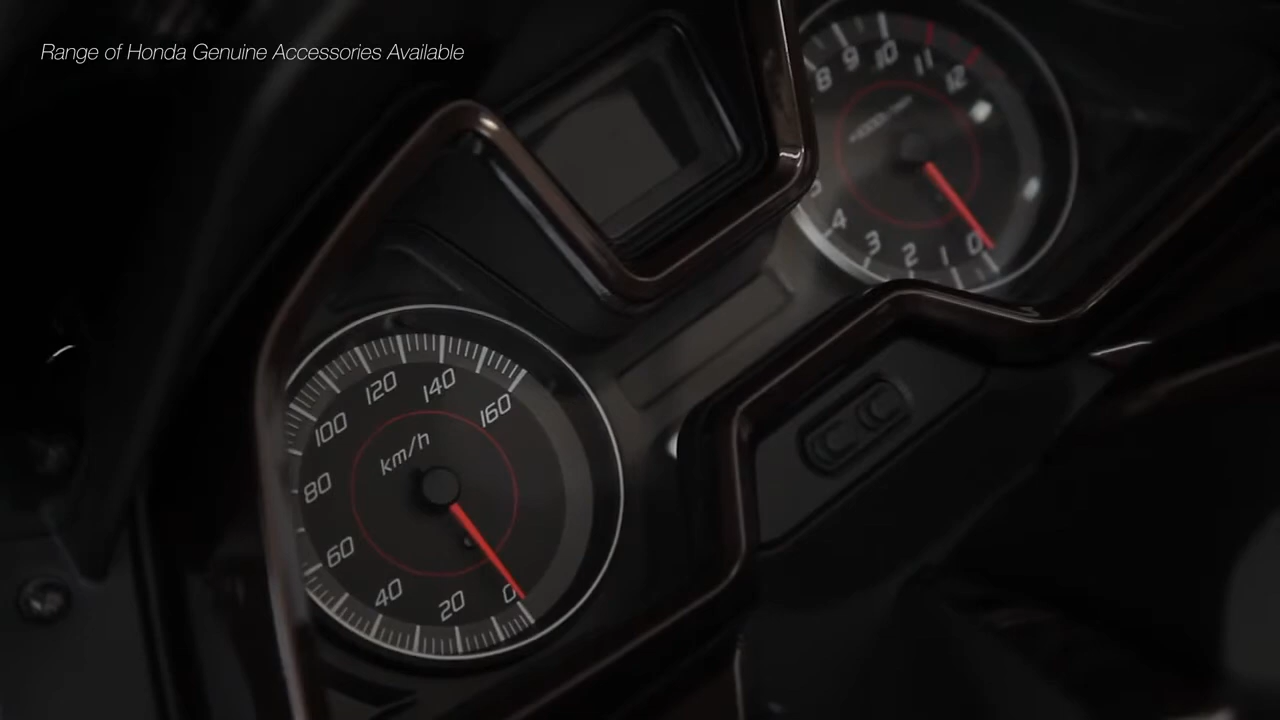 Range of Honda Genuine Accessories Available
8 9 10 11 12
4 3 2 1 0
120 140
100 160
km/h
80
60
40 20 0